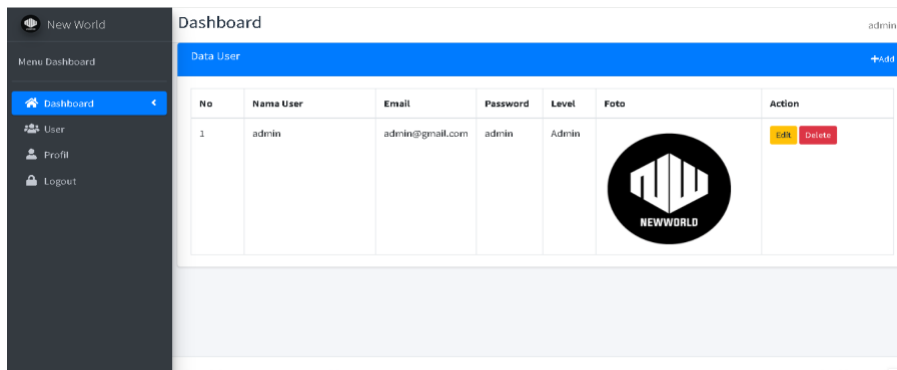 New World
Dashboard
admin
Menu Dashboard
Data User
+Add
Dashboard
User
Profil
Logout
No Nama User Email Password Level Foto Action
1 admin admin@gmail.com admin Admin Edit Delete
NEWWORLD